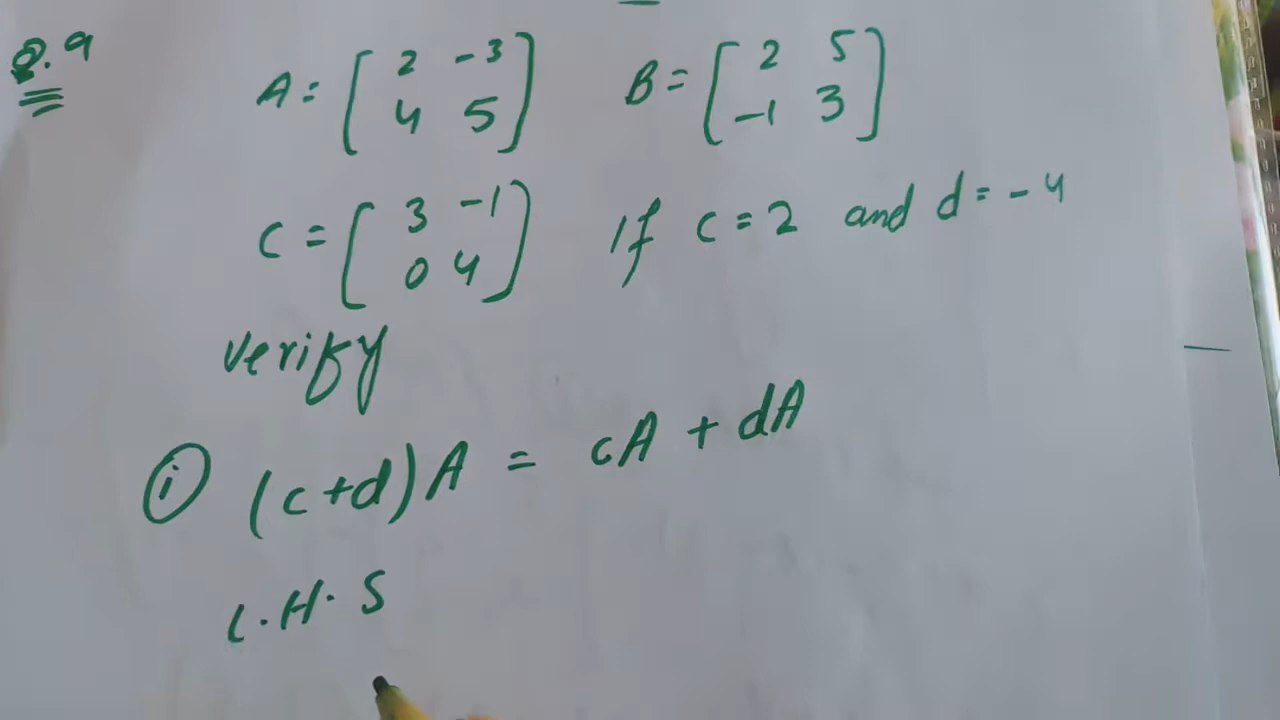 Q.9
A = [ 2 -3 B = [ 2 5
4 5 ] -1 3 ]
C = [ 3 -1 If c = 2 and d = -4
0 4 ]
Verify
i (c+d)A = cA + dA
L.H.S